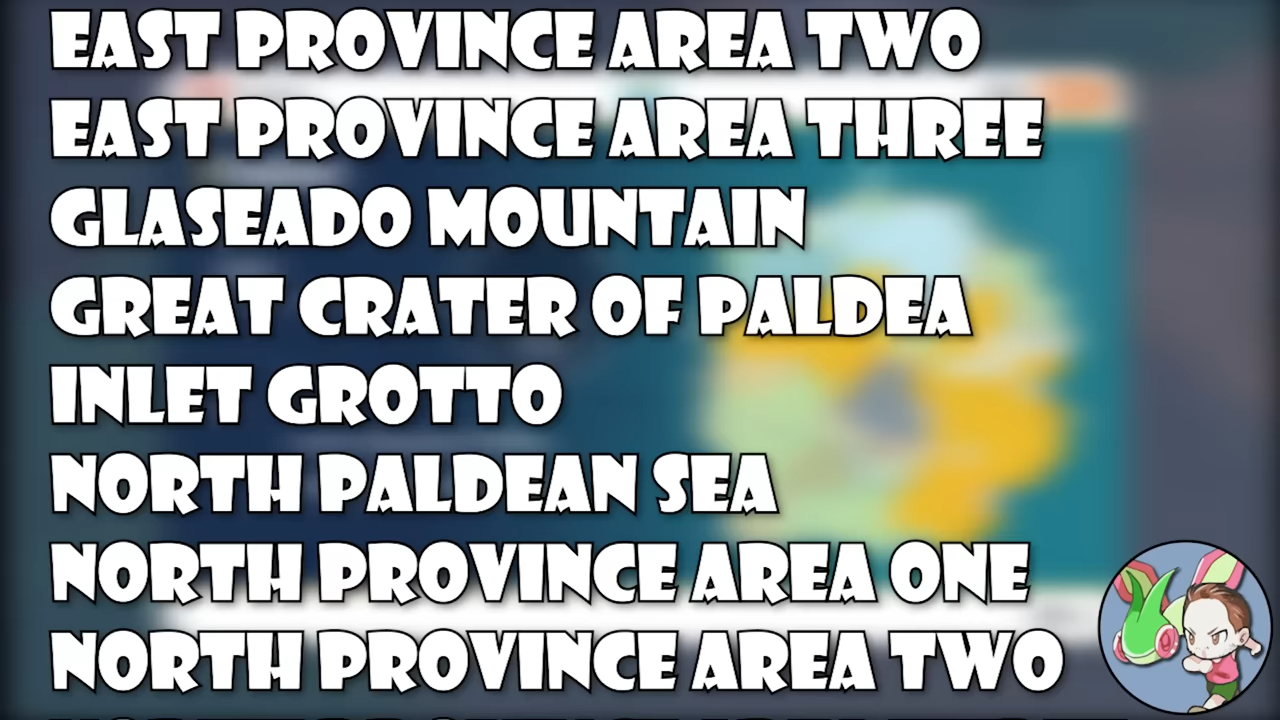 EAST PROVINCE AREA TWO
EAST PROVINCE AREA THREE
GLASEADO MOUNTAIN
GREAT CRATER OF PALDEA
INLET GROTTO
NORTH PALDEAN SEA
NORTH PROVINCE AREA ONE
NORTH PROVINCE AREA TWO